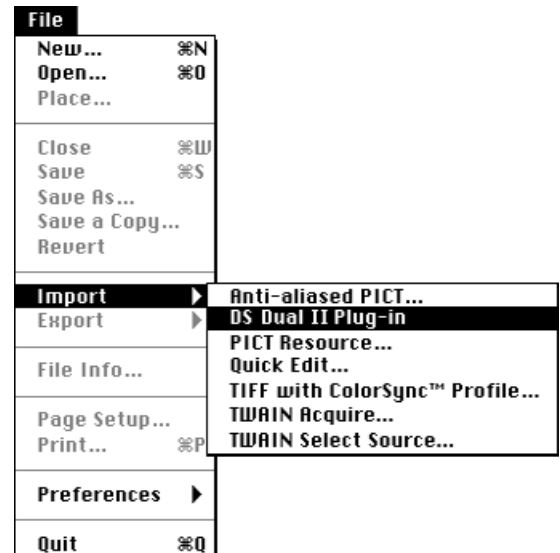 File
New... ⌘N
Open... ⌘O
Place...
Close ⌘W
Save ⌘S
Save As...
Save a Copy...
Revert
Import
Export
File Info...
Page Setup...
Print... ⌘P
Preferences
Quit ⌘Q
Anti-aliased PICT...
DS Dual II Plug-in
PICT Resource...
Quick Edit...
TIFF with ColorSync™ Profile...
TWAIN Acquire...
TWAIN Select Source...